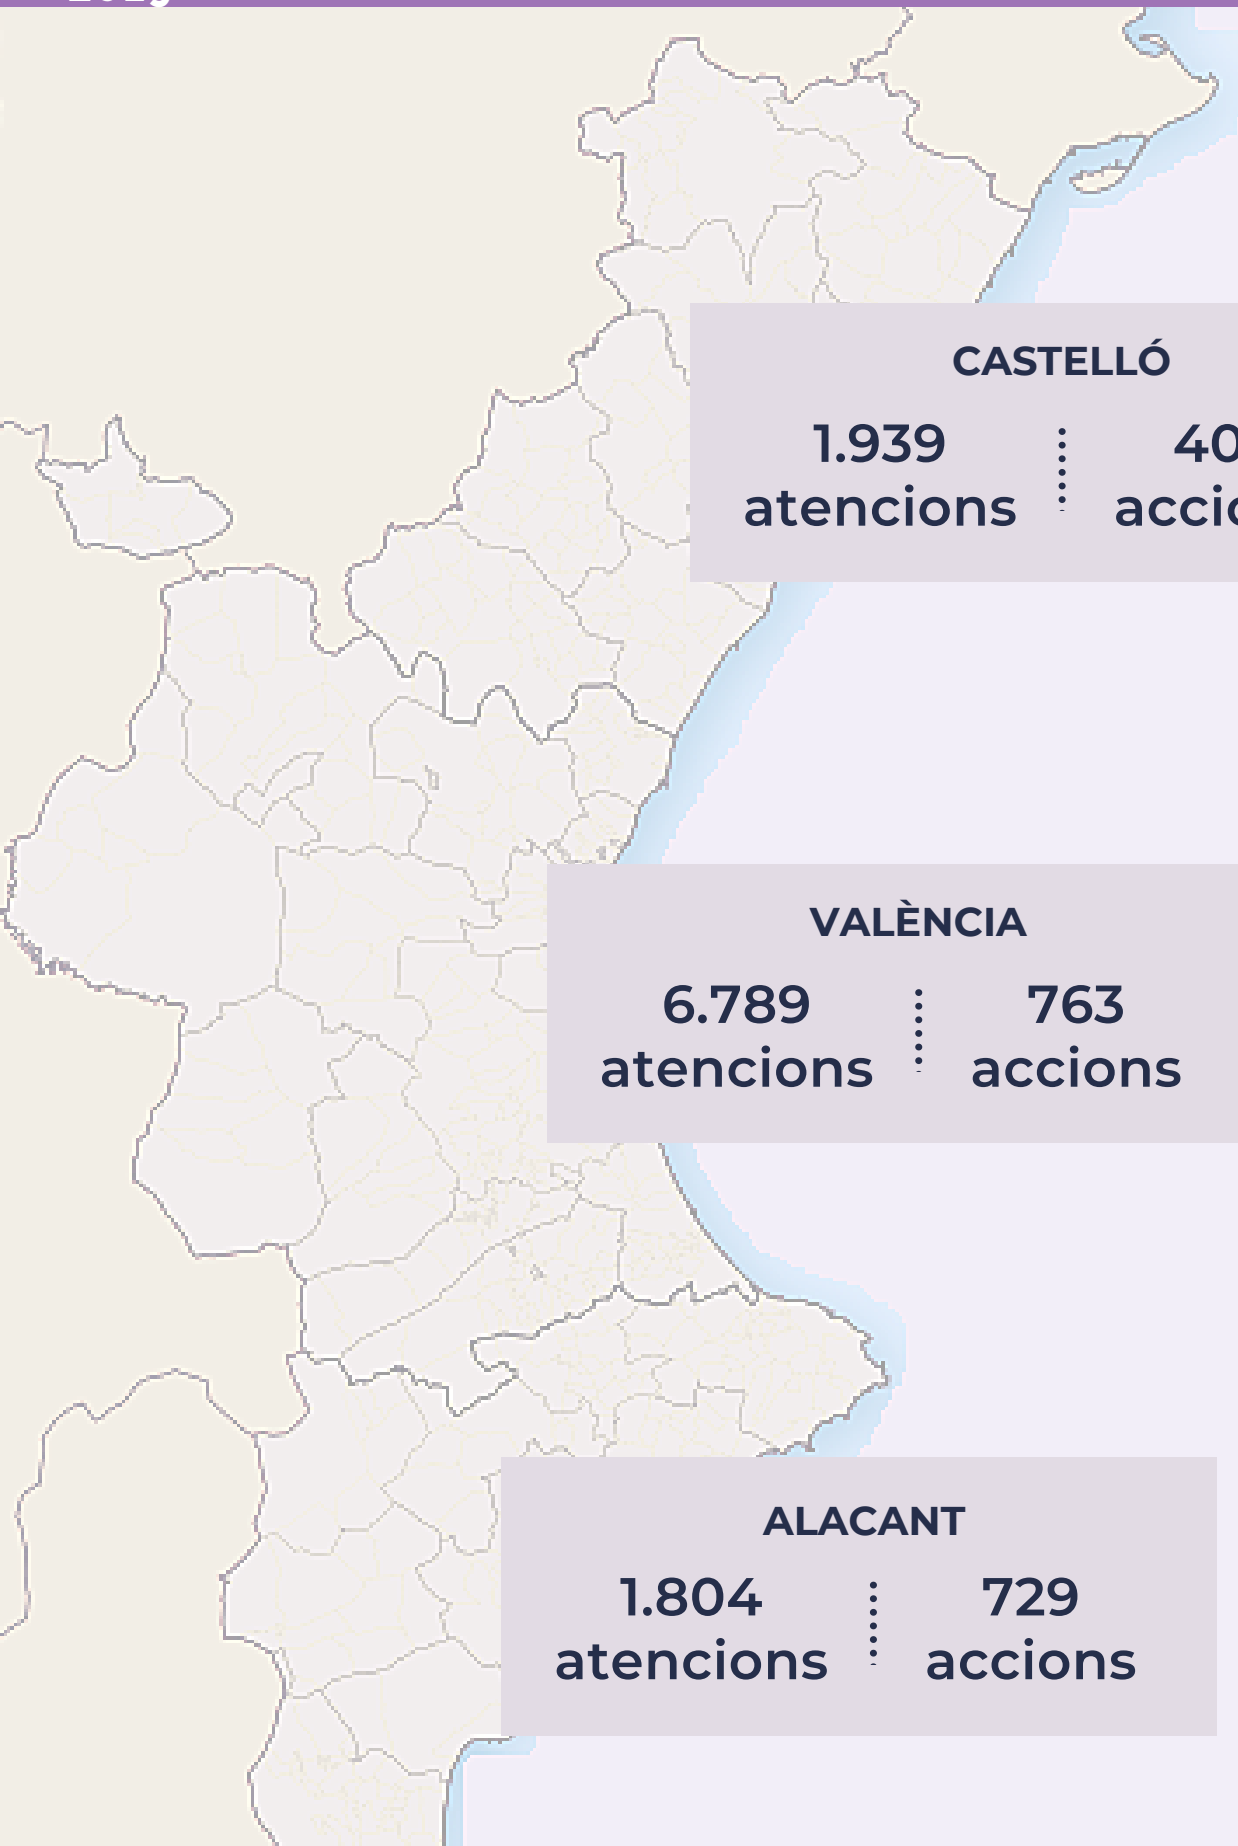 CASTELLÓ
1.939
atencions
VALÈNCIA
6.789 763
atencions accions
ALACANT
1.804 729
atencions accions